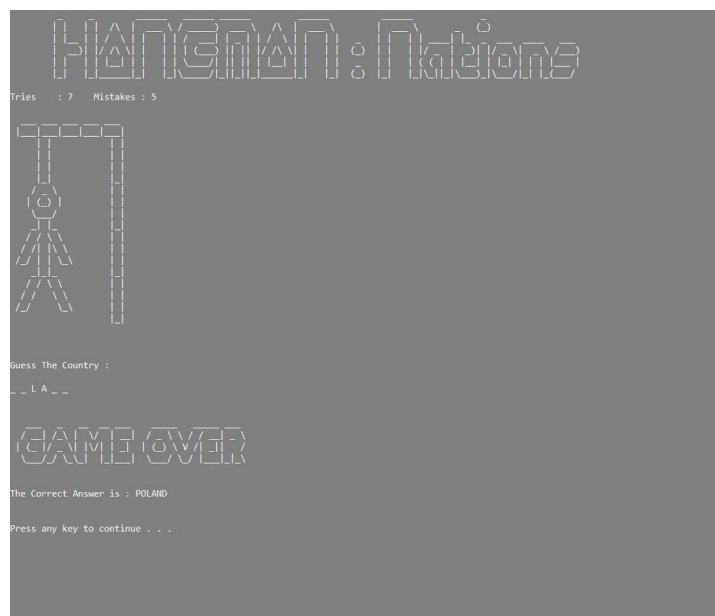 HANGMAN : Nations
Tries : 7 Mistakes : 5
Guess The Country :
_ _ L A _ _
GAME OVER
The Correct Answer is : POLAND
Press any key to continue . . .